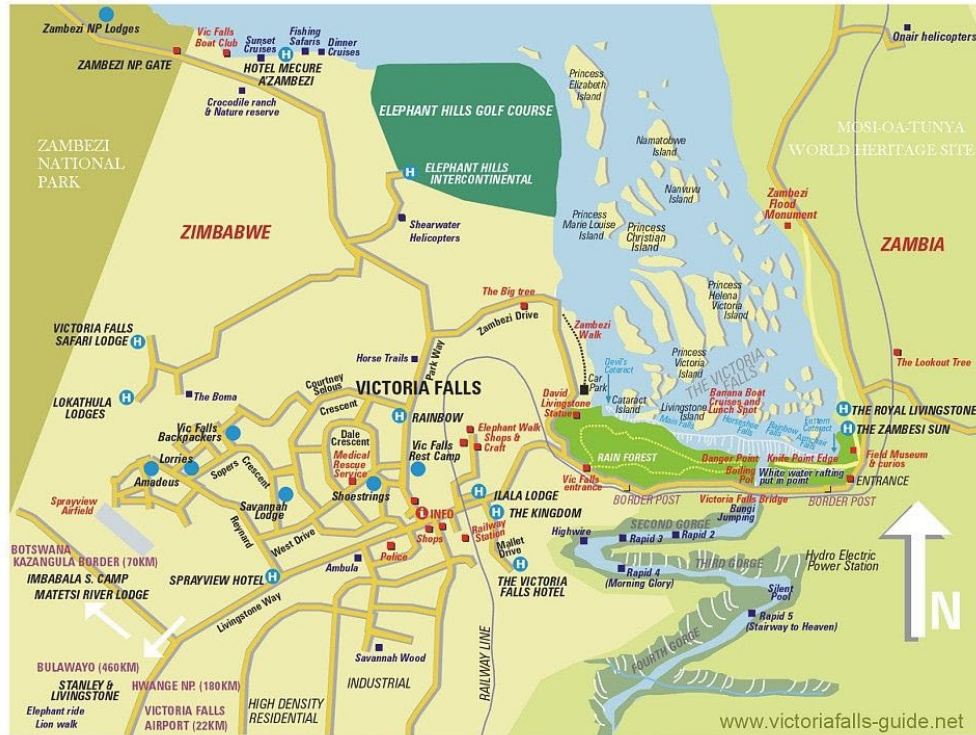 Zambezi NP Lodges
ZAMBEZI NP. GATE
Vic Falls
Boat Club
Sunset
Cruises
Fishing
Safaris
Dinner
Cruises
HOTEL MECURE
A'ZAMBEZI
Crocodile ranch
& Nature reserve
ELEPHANT HILLS GOLF COURSE
ELEPHANT HILLS
INTERCONTINENTAL
Shearwater
Helicopters
ZAMBEZI
NATIONAL
PARK
ZIMBABWE
Princess
Elizabeth
Island
Namatobwe
Island
Nanvuvu
Island
Princess
Marie Louise
Island
Princess
Christian
Island
Princess
Helena
Victoria
Island
Princess
Victoria
Island
Onair helicopters
MOSI-OA-TUNYA
WORLD HERITAGE SITE
Zambezi
Flood
Monument
ZAMBIA
The Lookout Tree
The Big tree
Zambezi Drive
Zambezi
Walk
Devil's
Cataract
Car
Park
Cataract
Island
Livingstone
Island
THE VICTORIA
FALLS
Banana Boat
Cruises and
Lunch Spot
Main Falls
Horseshoe
Falls
Rainbow
Falls
Armchair
Fall
Eastern
Cataract
THE ROYAL LIVINGSTONE
THE ZAMBESI SUN
Field Museum
& curios
ENTRANCE
David
Livingstone
Statue
RAIN FOREST
Danger Point
Knife Point Edge
Boiling
Pot
White water rafting
put in point
Vic Falls
entrance
BORDER POST
Victoria Falls Bridge
BORDER POST
Bungi
Jumping
VICTORIA FALLS
SAFARI LODGE
LOKATHULA
LODGES
The Boma
Horse Trails
Park Way
VICTORIA FALLS
Courtney
Selous
Crescent
RAINBOW
Vic Falls
Backpackers
Dale
Crescent
Medical
Rescue
Service
Vic Falls
Rest Camp
Elephant Walk
Shops &
Craft
Lorries
Amadeus
Sopers
Crescent
Shoestrings
Savannah
Lodge
ILALA LODGE
THE KINGDOM
INFO
Shops
Railway
Station
Mallet
Drive
THE VICTORIA
FALLS HOTEL
Sprayview
Airfield
Reynard
West Drive
Police
Ambula
SPRAYVIEW HOTEL
Livingstone Way
BOTSWANA
KAZANGULA BORDER (70KM)
IMBABALA S. CAMP
MATETSI RIVER LODGE
BULAWAYO (460KM)
STANLEY &
LIVINGSTONE
Elephant ride
Lion walk
HWANGE NP. (180KM)
VICTORIA FALLS
AIRPORT (22KM)
HIGH DENSITY
RESIDENTIAL
INDUSTRIAL
Savannah Wood
RAILWAY LINE
Highwire
SECOND GORGE
Rapid 3
Rapid 2
THIRD GORGE
Rapid 4
(Morning Glory)
Hydro Electric
Power Station
Silent
Pool
Rapid 5
(Stairway to Heaven)
FOURTH GORGE
N
www.victoriafalls-guide.net